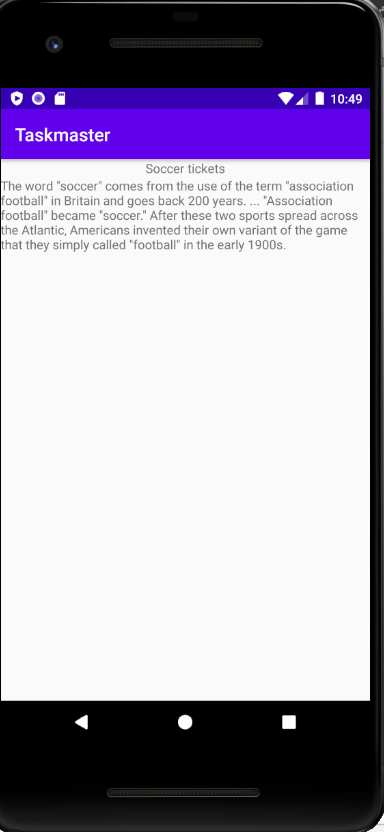 10:49
Taskmaster
Soccer tickets
The word "soccer" comes from the use of the term "association
football" in Britain and goes back 200 years. ... "Association
football" became "soccer." After these two sports spread across
the Atlantic, Americans invented their own variant of the game
that they simply called "football" in the early 1900s.